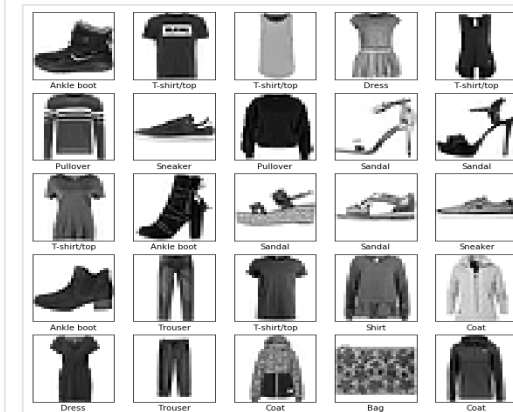 Ankle boot T-shirt/top T-shirt/top Dress T-shirt/top
Pullover Sneaker Pullover Sandal Sandal
T-shirt/top Ankle boot Sandal Sandal Sneaker
Ankle boot Trouser T-shirt/top Shirt Coat
Dress Trouser Coat Bag Coat